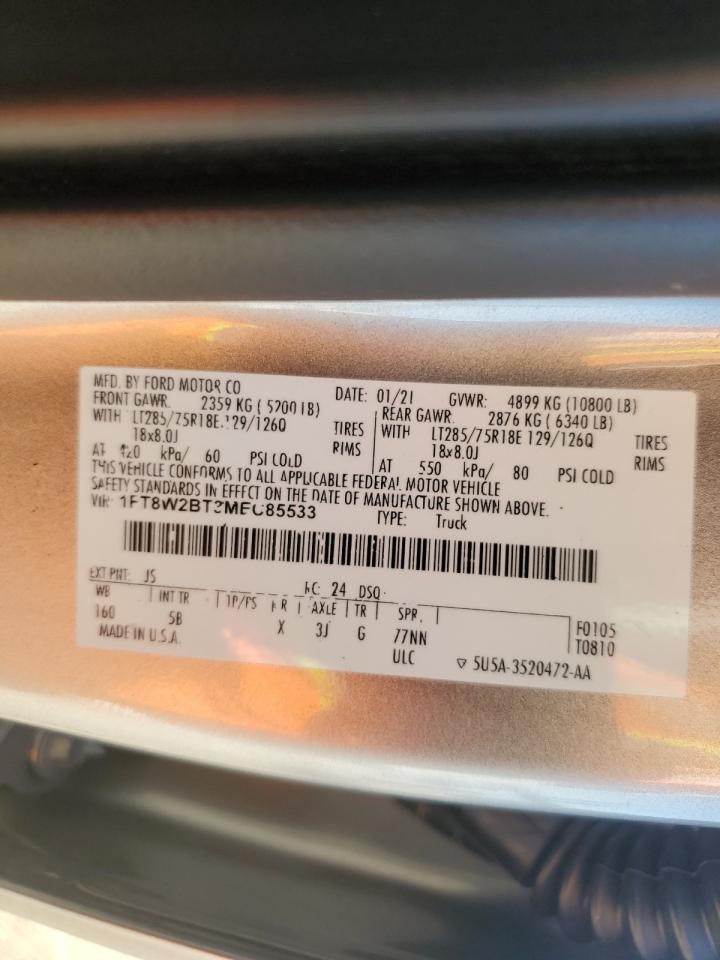 MFD. BY FORD MOTOR CO DATE: 01/21 GVWR: 4899 KG (10800 LB)
FRONT GAWR: 2359 KG ( 5200 LB) REAR GAWR: 2876 KG ( 6340 LB)
WITH LT285/75R18E 129/126Q TIRES WITH LT285/75R18E 129/126Q TIRES
18x8.0J RIMS 18x8.0J RIMS
AT 420 kPa/ 60 PSI COLD AT 550 kPa/ 80 PSI COLD
THIS VEHICLE CONFORMS TO ALL APPLICABLE FEDERAL MOTOR VEHICLE
SAFETY STANDARDS IN EFFECT ON THE DATE OF MANUFACTURE SHOWN ABOVE.
VIN: TYPE: Truck
EXT PNT: JS RC: 24 DSO:
WB INT TR TP/PS R AXLE TR SPR F0105
160 5B X 3J G 77NN T0810
MADE IN U.S.A. ULC ▽ 5U5A-3520472-AA